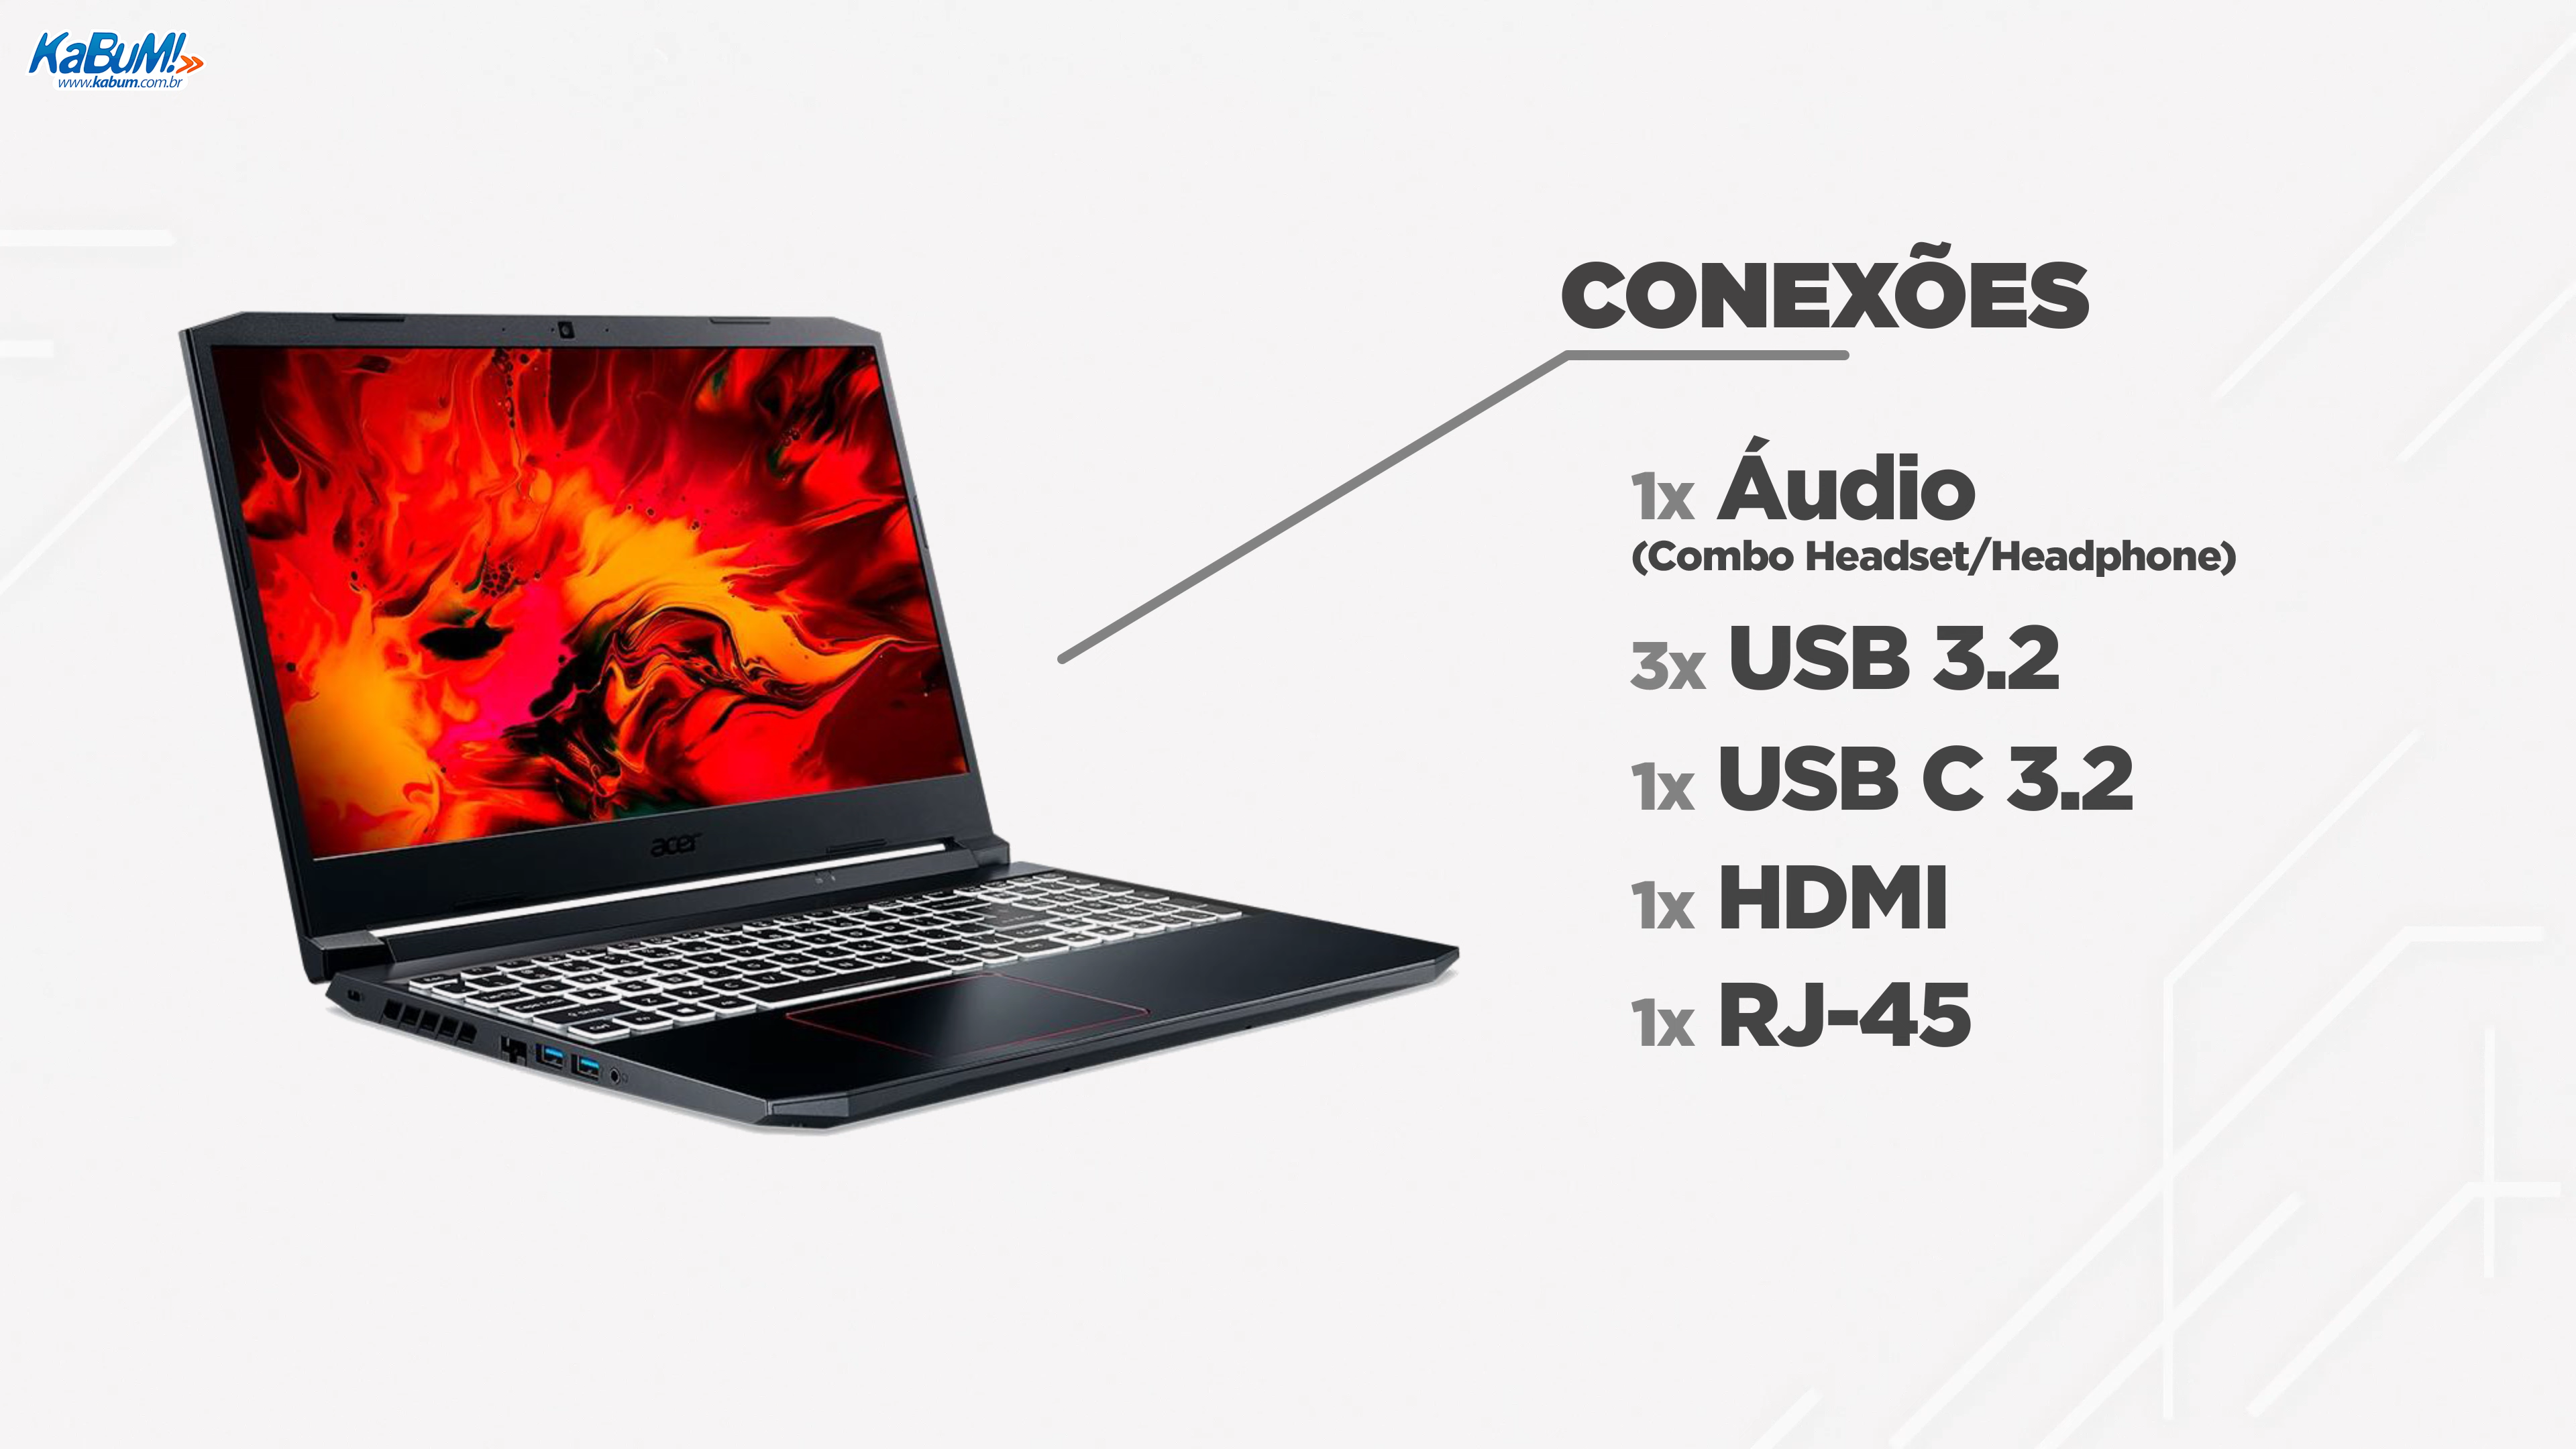 KaBuM!
www.kabum.com.br
CONEXÕES
1x Áudio
(Combo Headset/Headphone)
3x USB 3.2
1x USB C 3.2
1x HDMI
1x RJ-45
acer